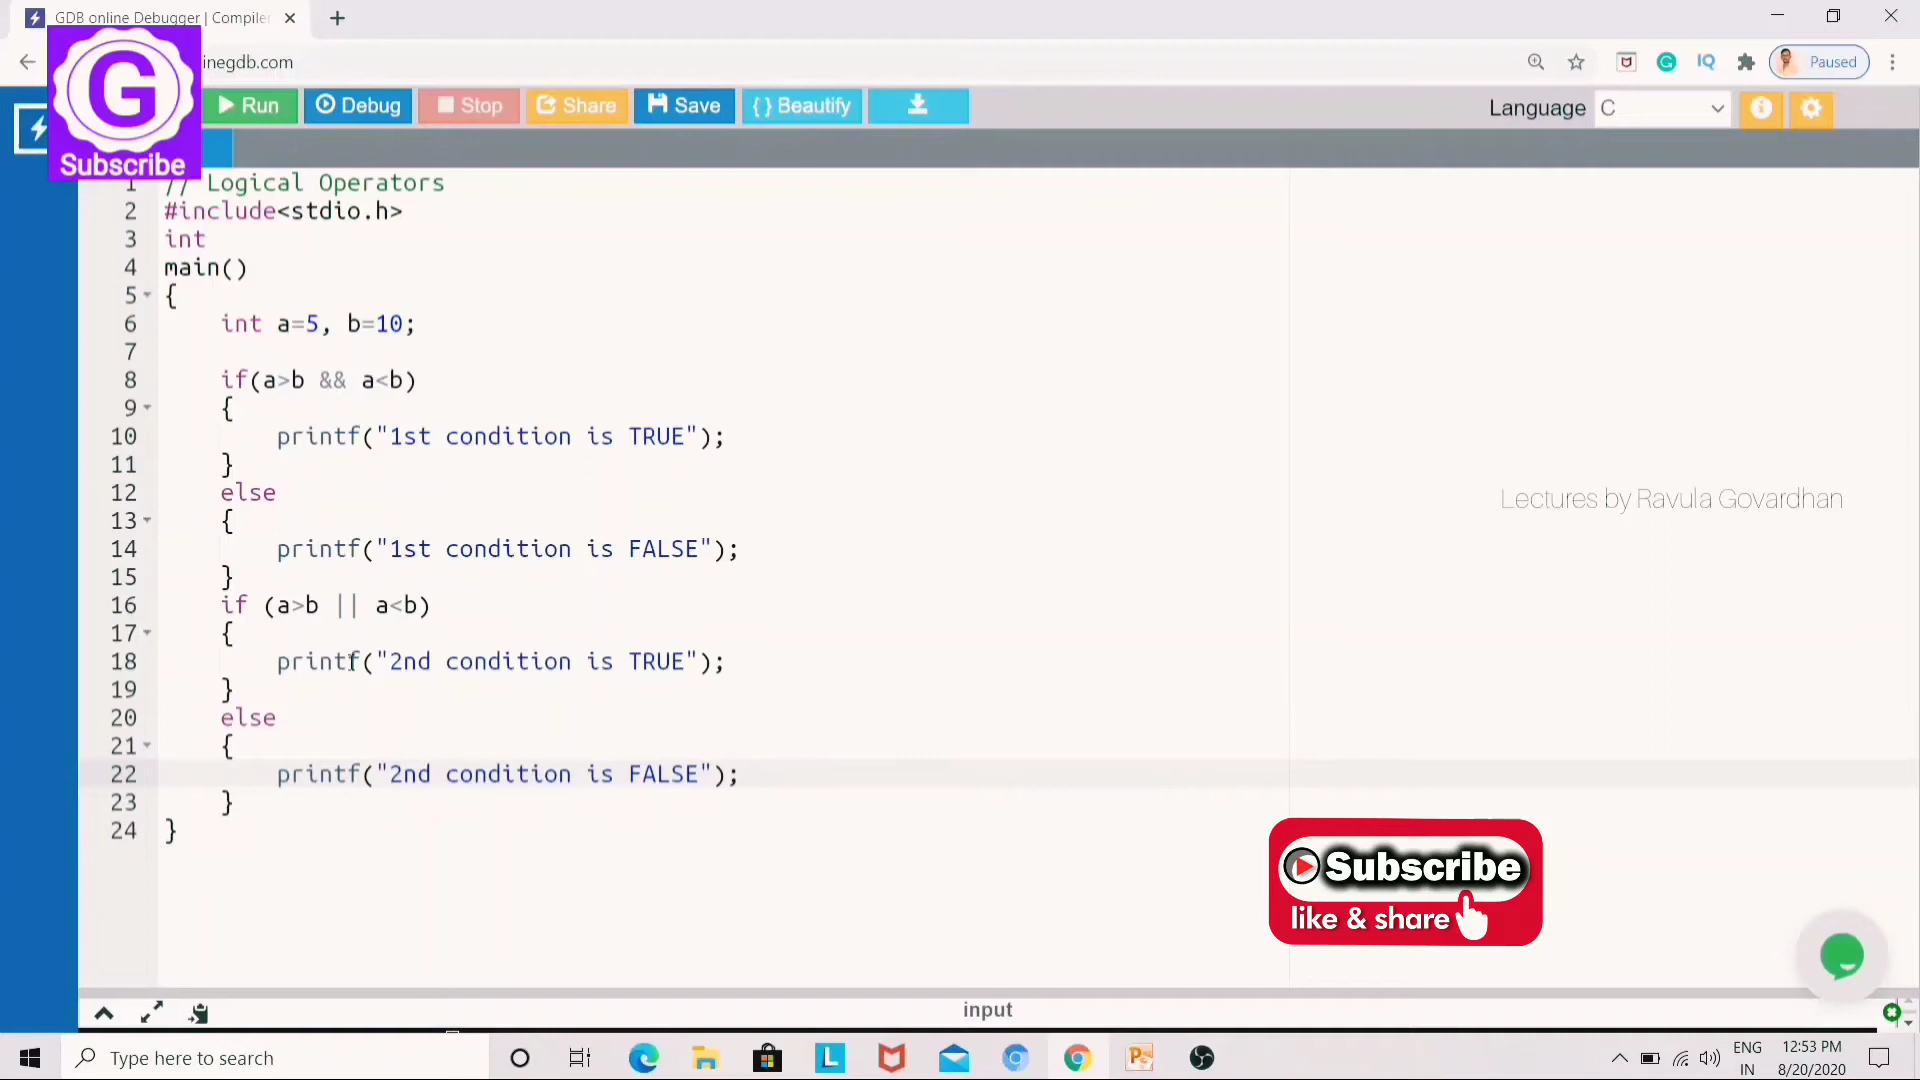 GDB online Debugger | Compiler
inegdb.com
Paused
Run Debug Stop Share Save { } Beautify
Language C
G
Subscribe
1 // Logical Operators
2 #include<stdio.h>
3 int
4 main()
5 {
6 int a=5, b=10;
7
8 if(a>b && a<b)
9 {
10 printf("1st condition is TRUE");
11 }
12 else
13 {
14 printf("1st condition is FALSE");
15 }
16 if (a>b || a<b)
17 {
18 printf("2nd condition is TRUE");
19 }
20 else
21 {
22 printf("2nd condition is FALSE");
23 }
24 }
Lectures by Ravula Govardhan
Subscribe
like & share
input
Type here to search
ENG
IN
12:53 PM
8/20/2020